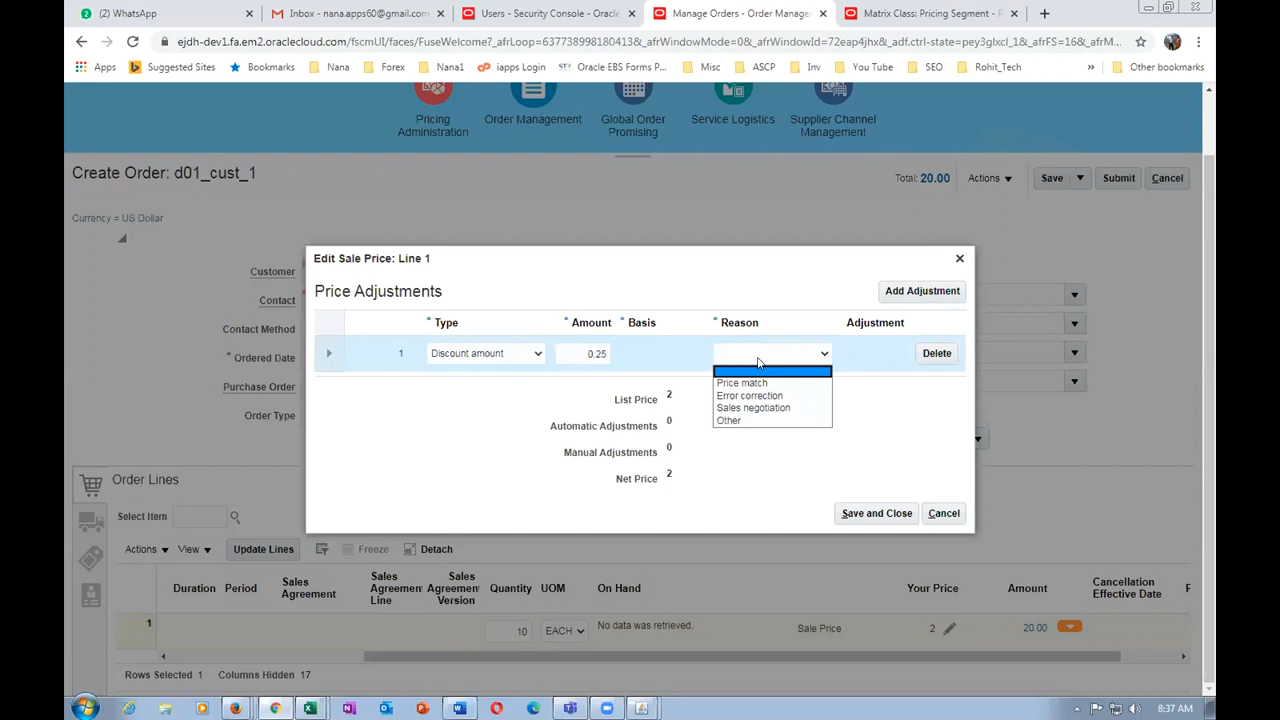 WhatsApp
Inbox - nana.apps60@gmail.com
Users - Security Console - Oracle
Manage Orders - Order Manage
Matrix Class: Pricing Segment - P
ejdh-dev1.fa.em2.oraclecloud.com/fscmUI/faces/FuseWelcome?_afrLoop=6377389918041​3&_afrWindowMode=0&_afrWindowId=72eap4jhx&_adf.ctrl-state=pey3glxcl_1&_afrFS=16&_afrM...
Apps
Suggested Sites
Bookmarks
Nana
Forex
Nana1
iapps Login
Oracle EBS Forms P...
Misc
ASCP
Inv
You Tube
SEO
Rohit_Tech
»
Other bookmarks
Pricing
Administration
Order Management
Global Order
Promising
Service Logistics
Supplier Channel
Management
Create Order: d01_cust_1
Total: 20.00
Actions
Save
Submit
Cancel
Currency = US Dollar
Customer
Contact
Contact Method
* Ordered Date
Purchase Order
Order Type
Edit Sale Price: Line 1
Price Adjustments
Add Adjustment
* Type
* Amount
* Basis
* Reason
Adjustment
1
Discount amount
0.25
Delete
Price match
Error correction
Sales negotiation
Other
List Price 2
Automatic Adjustments 0
Manual Adjustments 0
Net Price 2
Save and Close
Cancel
Order Lines
Select Item
Actions
View
Update Lines
Freeze
Detach
Duration
Period
Sales
Agreement
Sales
Agreement
Line
Sales
Agreement
Version
Quantity
UOM
On Hand
Your Price
Amount
Cancellation
Effective Date
1
10
EACH
No data was retrieved.
Sale Price
2
20.00
Rows Selected 1
Columns Hidden 17
8:37 AM